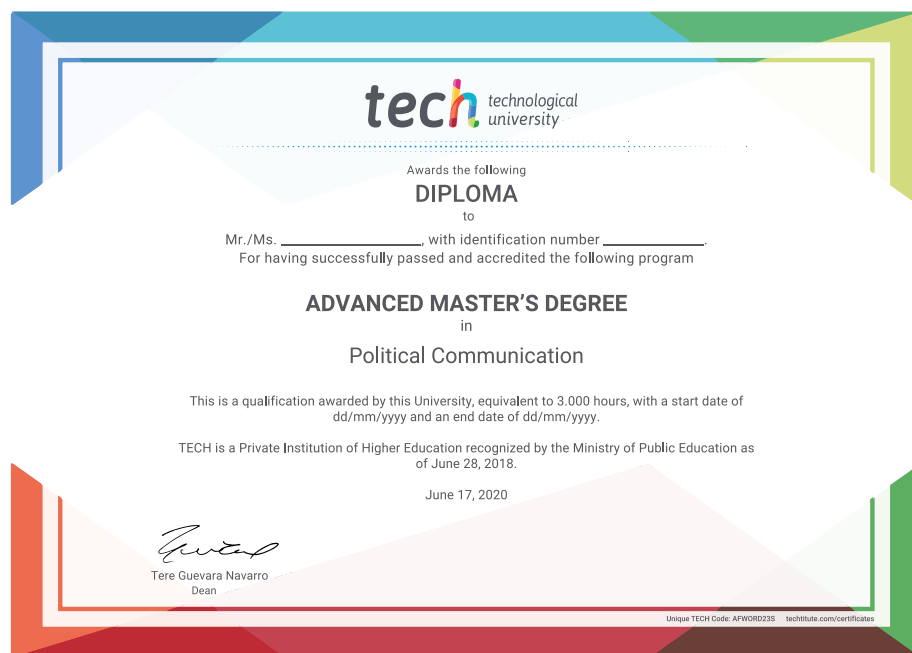 tech technological
university
Awards the following
DIPLOMA
to
Mr./Ms. ____________________, with identification number ______________.
For having successfully passed and accredited the following program
ADVANCED MASTER'S DEGREE
in
Political Communication
This is a qualification awarded by this University, equivalent to 3.000 hours, with a start date of
dd/mm/yyyy and an end date of dd/mm/yyyy.
TECH is a Private Institution of Higher Education recognized by the Ministry of Public Education as
of June 28, 2018.
June 17, 2020
Tere Guevara Navarro
Dean
Unique TECH Code: AFWORD23S techtitute.com/certificates